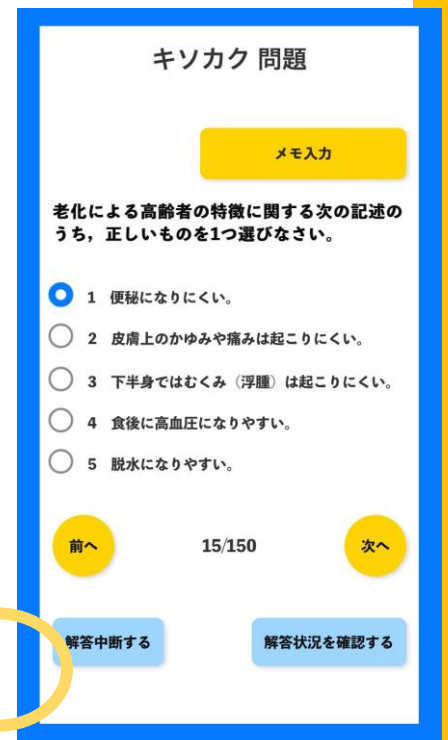 キソカク 問題
メモ入力
老化による高齢者の特徴に関する次の記述の
うち，正しいものを1つ選びなさい。
1 便秘になりにくい。
2 皮膚上のかゆみや痛みは起こりにくい。
3 下半身ではむくみ（浮腫）は起こりにくい。
4 食後に高血圧になりやすい。
5 脱水になりやすい。
前へ 15/150 次へ
解答中断する 解答状況を確認する